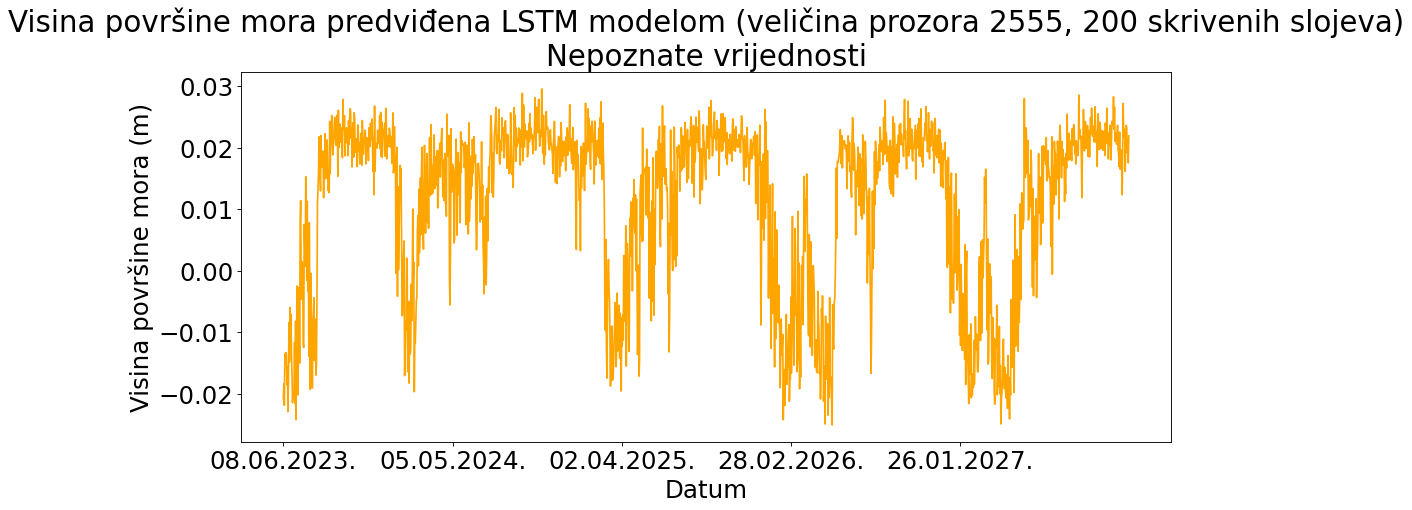 Visina površine mora predviđena LSTM modelom (veličina prozora 2555, 200 skrivenih slojeva)
Nepoznate vrijednosti
Visina površine mora (m)
0.03
0.02
0.01
0.00
−0.01
−0.02
08.06.2023. 05.05.2024. 02.04.2025. 28.02.2026. 26.01.2027.
Datum